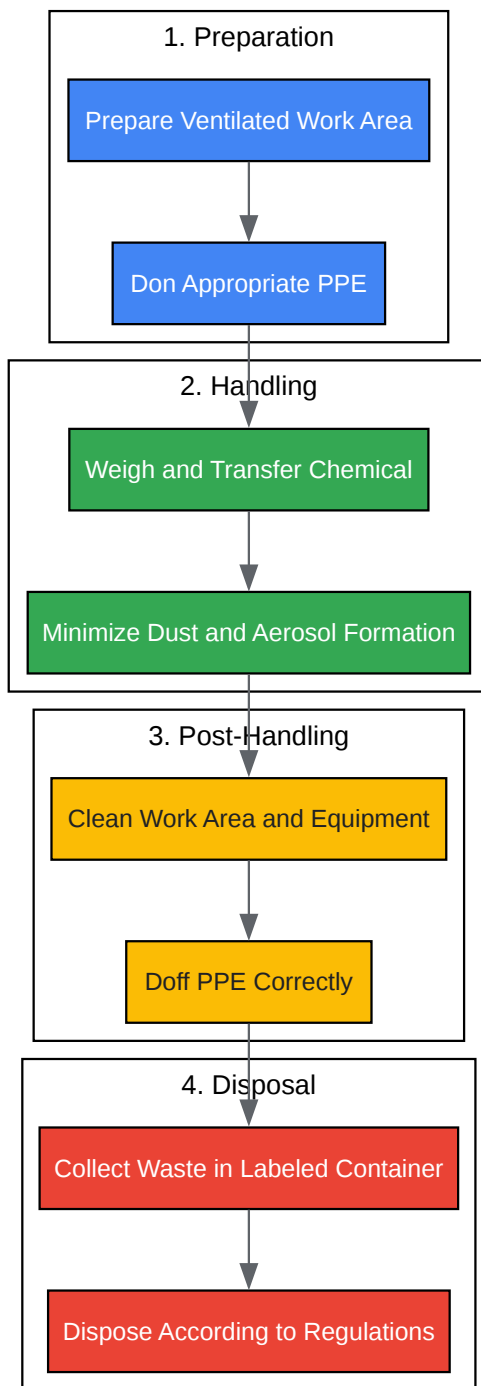 1. Preparation
Prepare Ventilated Work Area
Don Appropriate PPE
2. Handling
Weigh and Transfer Chemical
Minimize Dust and Aerosol Formation
3. Post-Handling
Clean Work Area and Equipment
Doff PPE Correctly
4. Disposal
Collect Waste in Labeled Container
Dispose According to Regulations